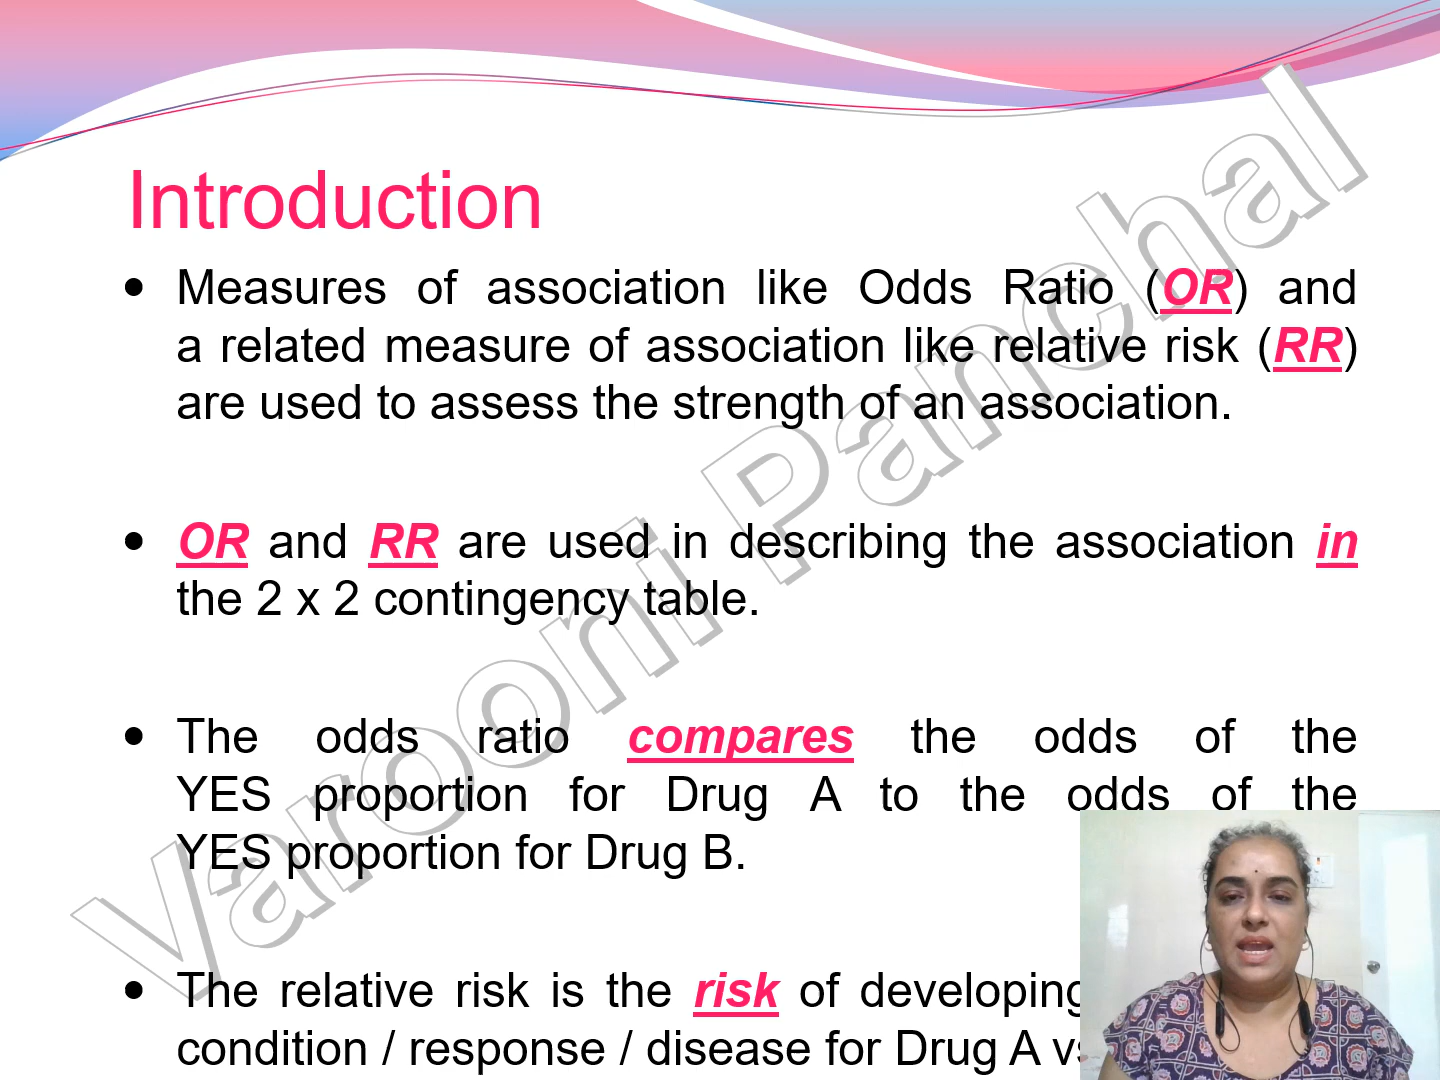 Introduction
Measures of association like Odds Ratio (OR) and
a related measure of association like relative risk (RR)
are used to assess the strength of an association.
OR and RR are used in describing the association in
the 2 x 2 contingency table.
The odds ratio compares the odds of the
YES proportion for Drug A to the odds of the
YES proportion for Drug B.
The relative risk is the risk of developing
condition / response / disease for Drug A
Varooni Panchal